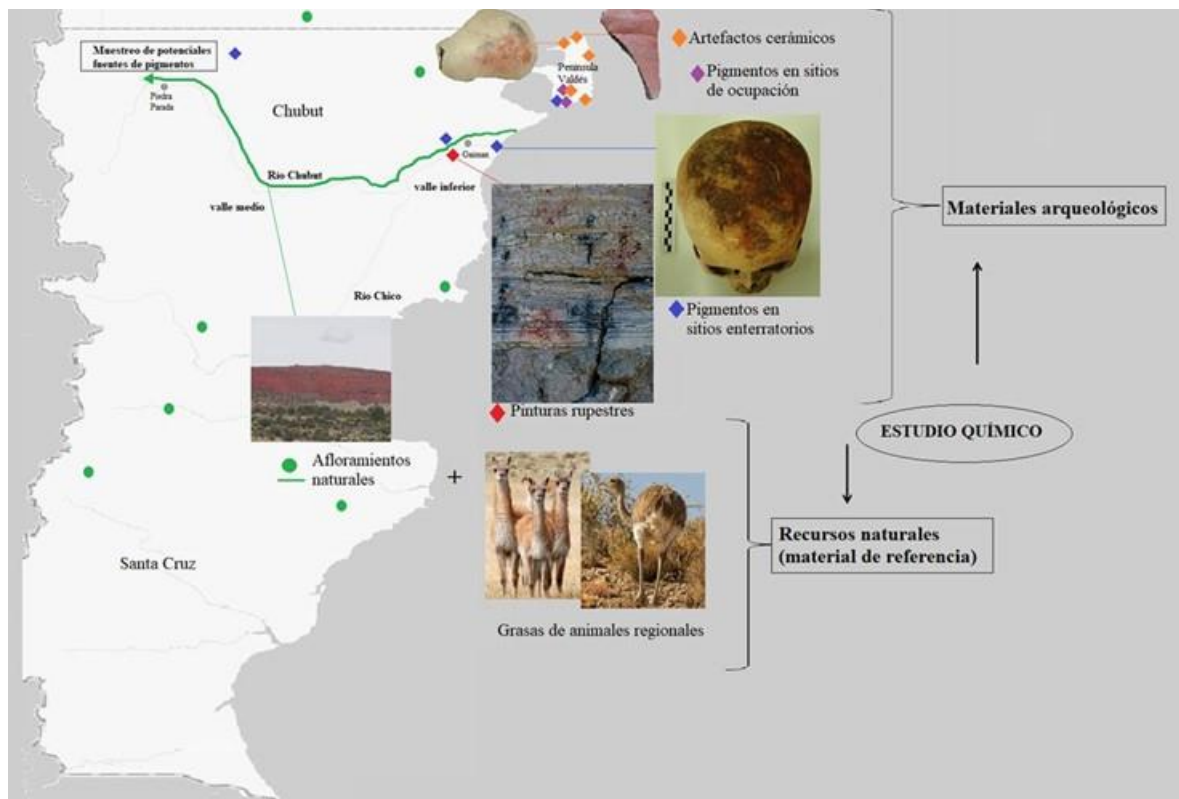 Muestreo de potenciales
fuentes de pigmentos
Piedra
Parada
Chubut
Península
Valdés
Artefactos cerámicos
Pigmentos en sitios
de ocupación
Gaiman
Río Chubut
valle inferior
valle medio
Materiales arqueológicos
Río Chico
Pigmentos en
sitios enterratorios
Pinturas rupestres
ESTUDIO QUÍMICO
Afloramientos
naturales
+
Recursos naturales
(material de referencia)
Santa Cruz
Grasas de animales regionales